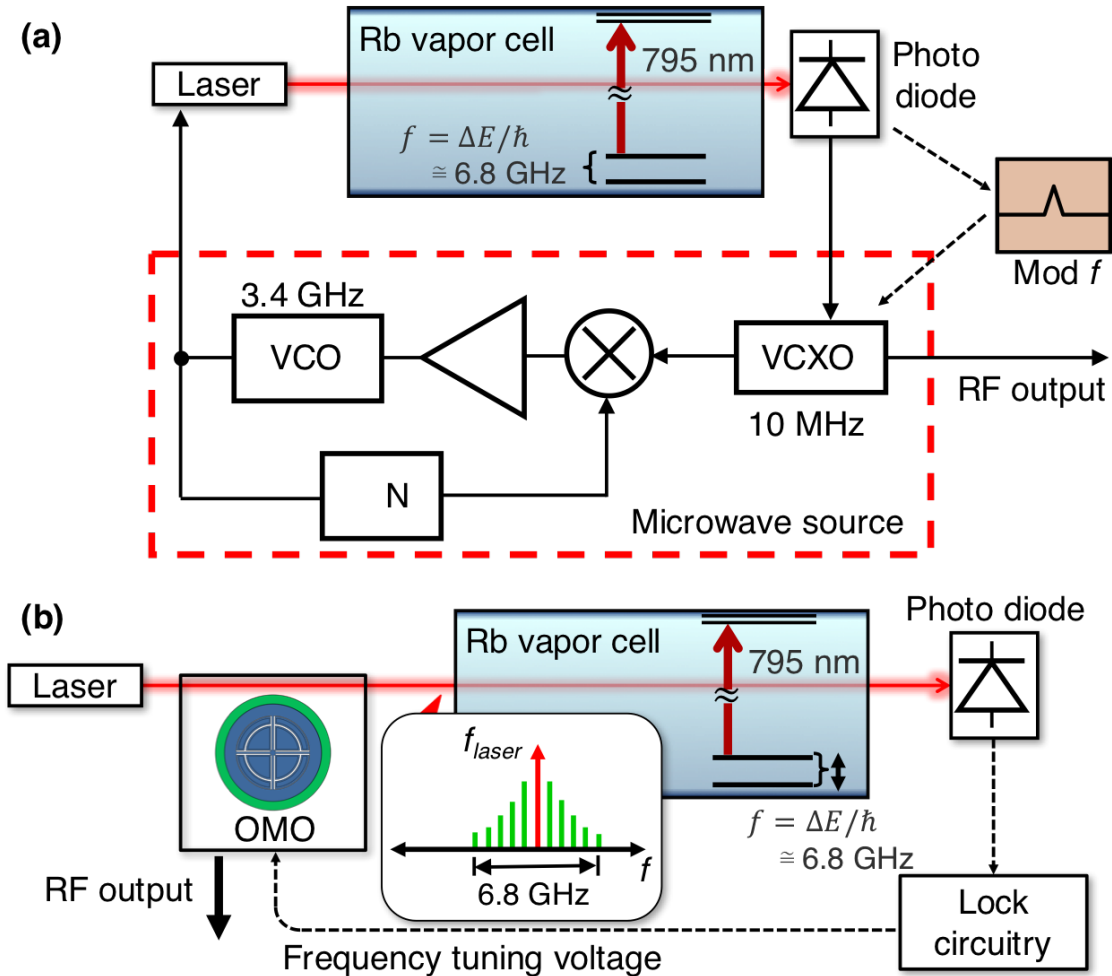 (a)
Rb vapor cell
795 nm
Laser
Photo
diode
f = ΔE/ħ
≅ 6.8 GHz
Mod f
3.4 GHz
VCO
VCXO
10 MHz
RF output
N
Microwave source
(b)
Rb vapor cell
795 nm
Photo diode
Laser
OMO
f_laser
f
6.8 GHz
f = ΔE/ħ
≅ 6.8 GHz
RF output
Lock
circuitry
Frequency tuning voltage